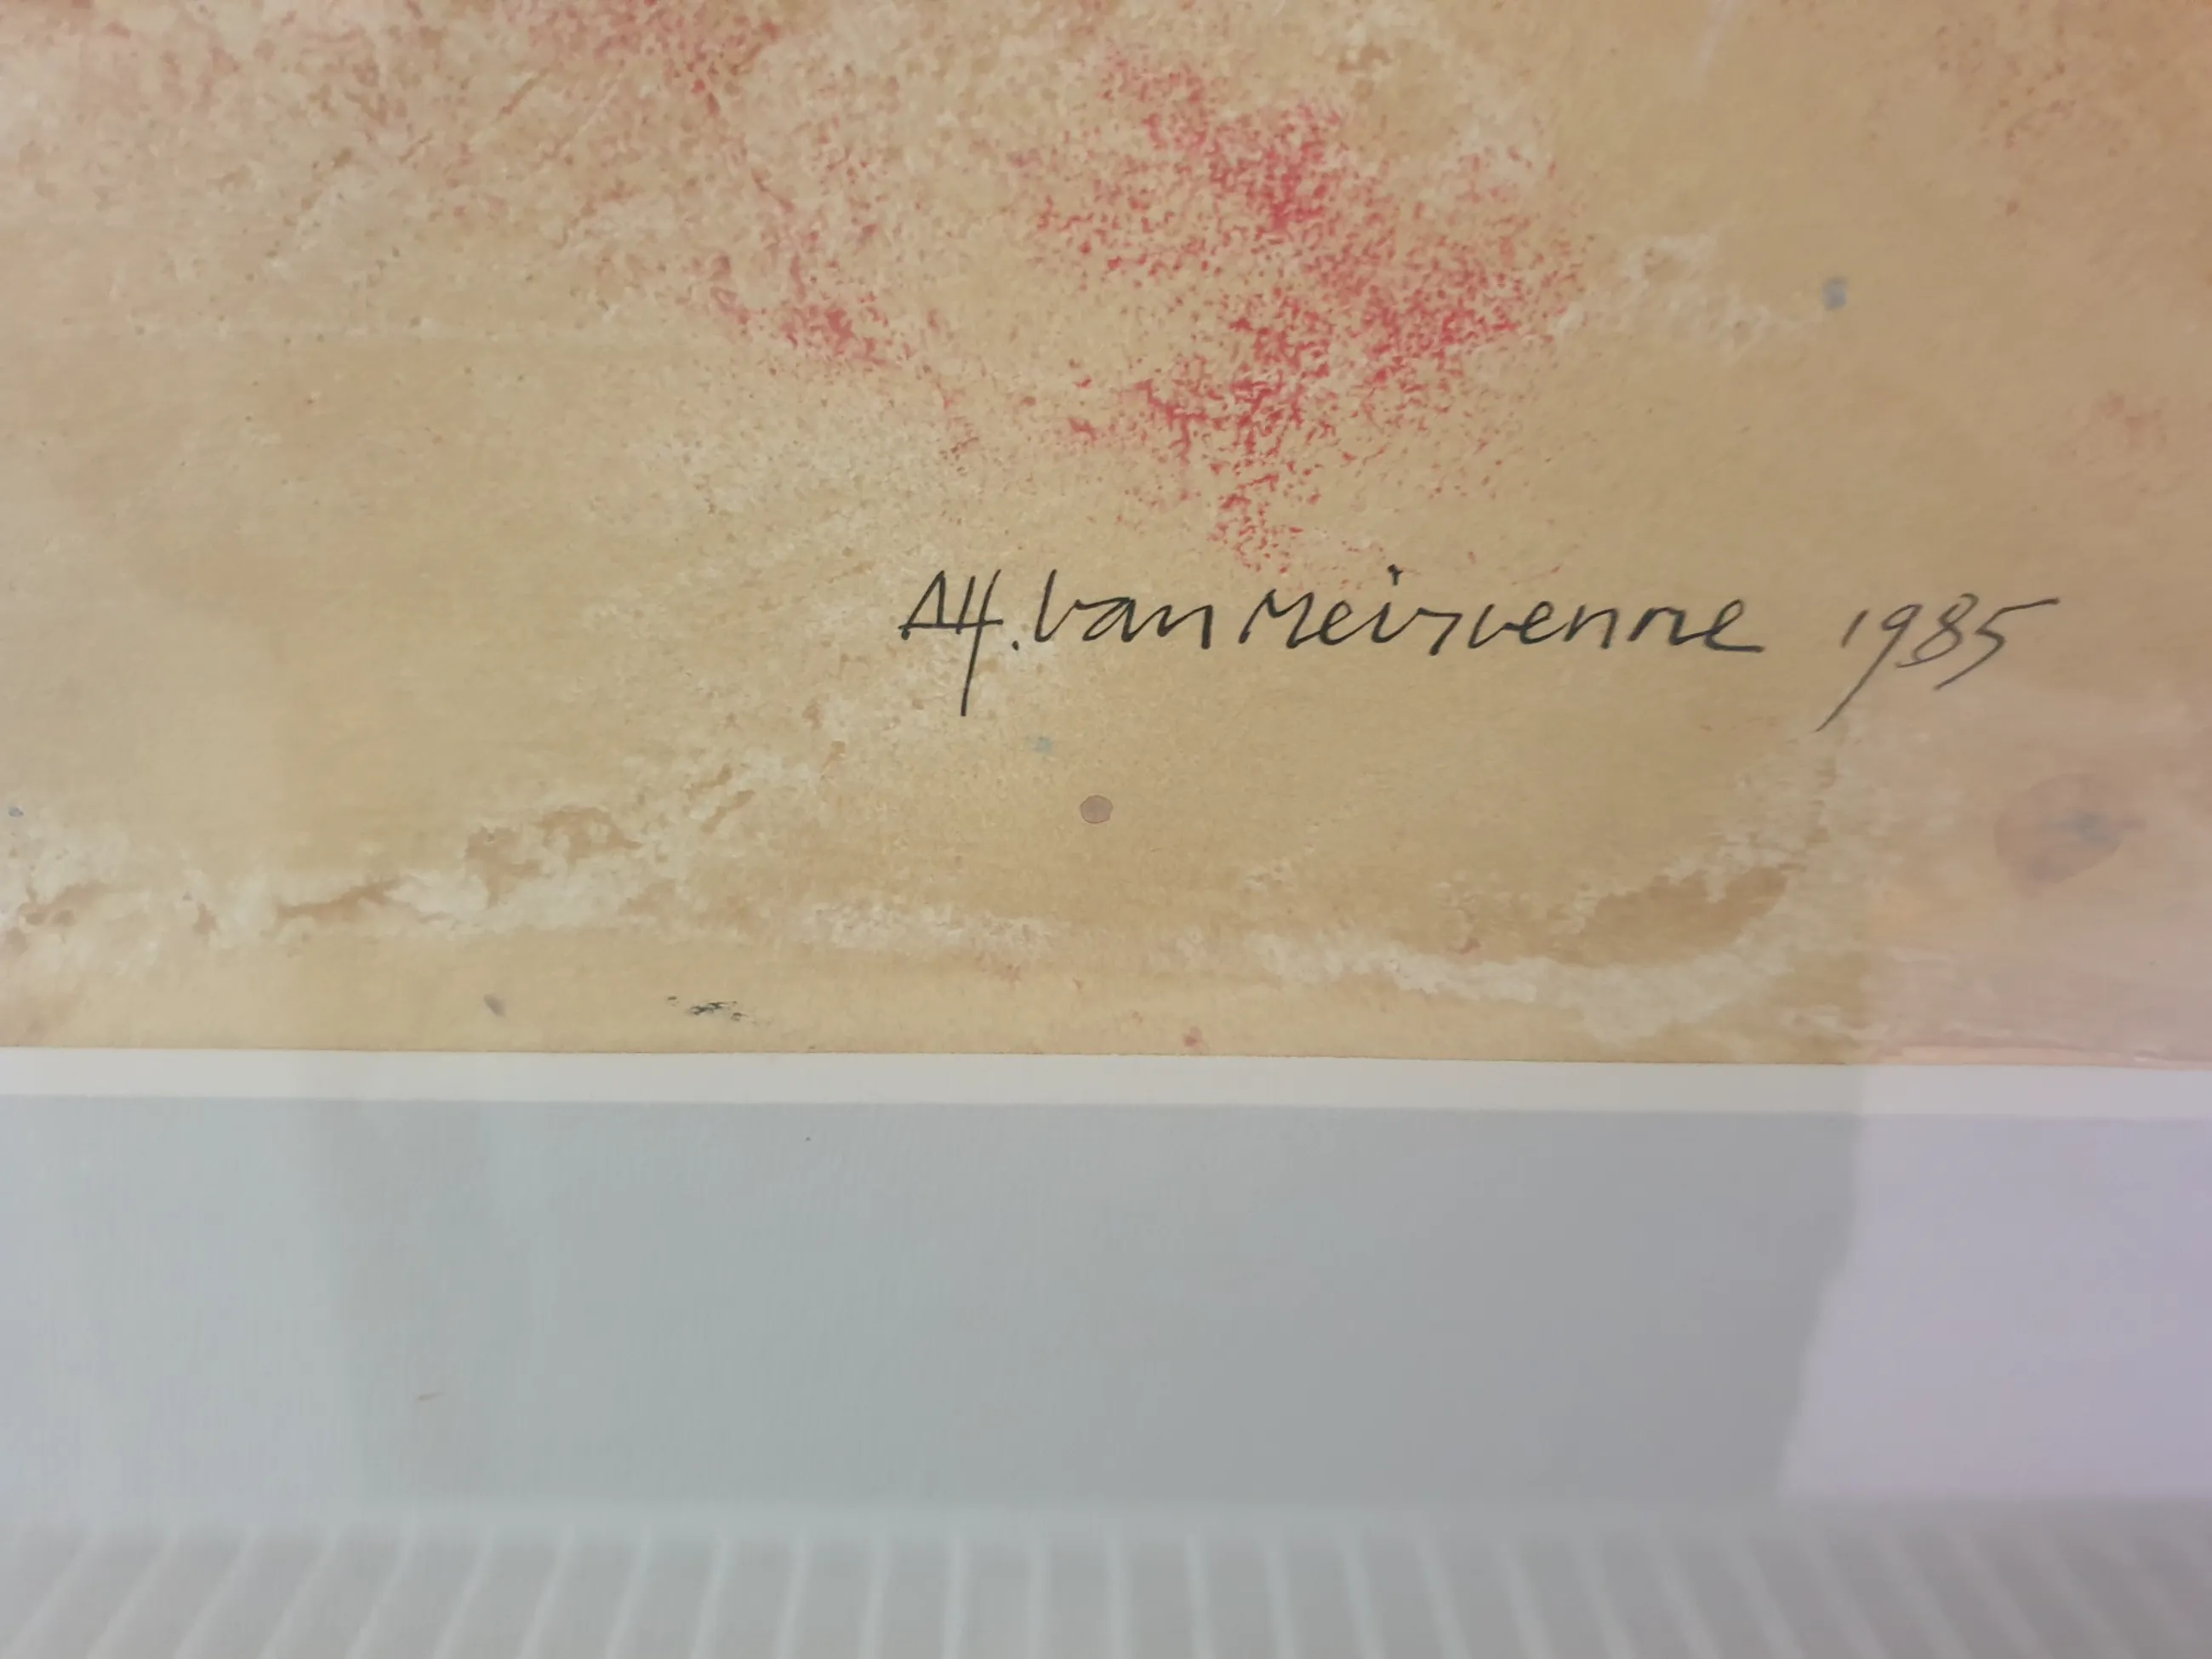 Alf. Van Meirvenne 1985